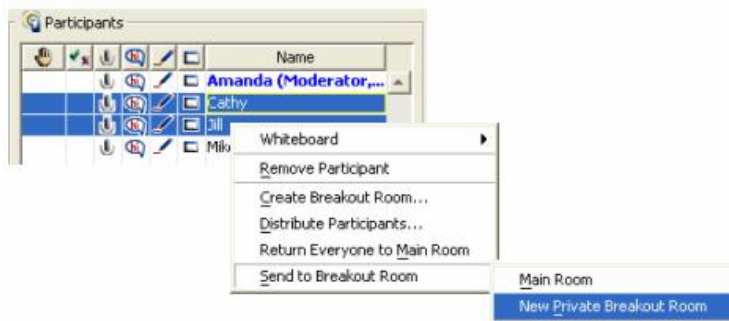 Participants
Name
Amanda (Moderator,...
Cathy
Jill
Mike
Whiteboard
Remove Participant
Create Breakout Room...
Distribute Participants...
Return Everyone to Main Room
Send to Breakout Room
Main Room
New Private Breakout Room